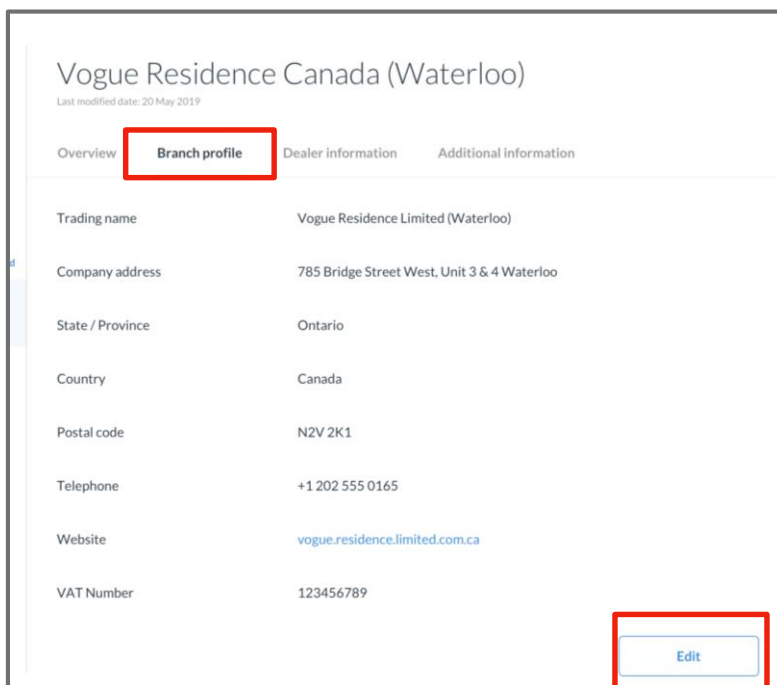 Vogue Residence Canada (Waterloo)
Last modified date: 20 May 2019
Overview Branch profile Dealer information Additional information
Trading name Vogue Residence Limited (Waterloo)
d
Company address 785 Bridge Street West, Unit 3 & 4 Waterloo
State / Province Ontario
Country Canada
Postal code N2V 2K1
Telephone +1 202 555 0165
Website vogue.residence.limited.com.ca
VAT Number 123456789
Edit